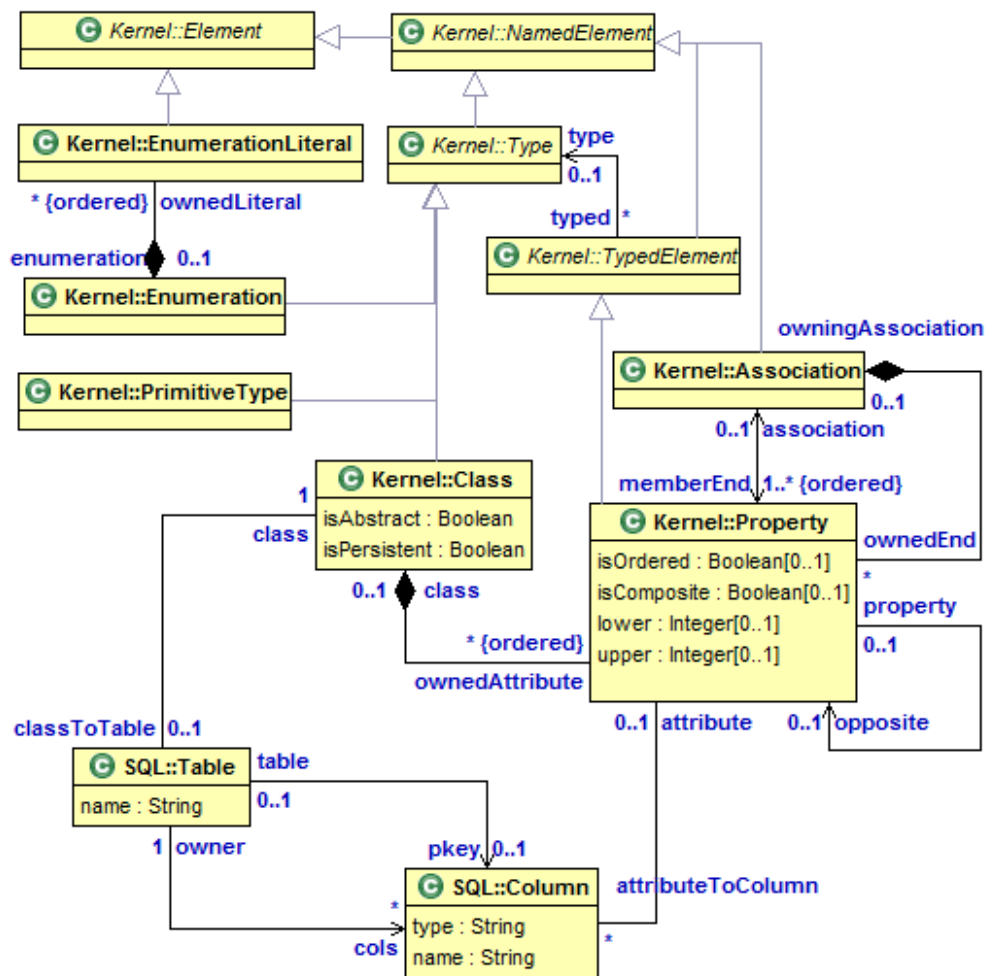 C Kernel::Element
C Kernel::NamedElement
C Kernel::EnumerationLiteral
C Kernel::Type
type
0..1
* {ordered} ownedLiteral
typed *
enumeration 0..1
C Kernel::TypedElement
C Kernel::Enumeration
owningAssociation
C Kernel::PrimitiveType
C Kernel::Association
0..1
0..1 association
C Kernel::Class
isAbstract : Boolean
isPersistent : Boolean
1
class
memberEnd 1..* {ordered}
C Kernel::Property
isOrdered : Boolean[0..1]
isComposite : Boolean[0..1]
lower : Integer[0..1]
upper : Integer[0..1]
ownedEnd
*
0..1 class
property
0..1
* {ordered}
ownedAttribute
classToTable 0..1
0..1 attribute
0..1 opposite
C SQL::Table
name : String
table
0..1
1 owner
pkey 0..1
C SQL::Column
type : String
name : String
attributeToColumn
*
*
cols